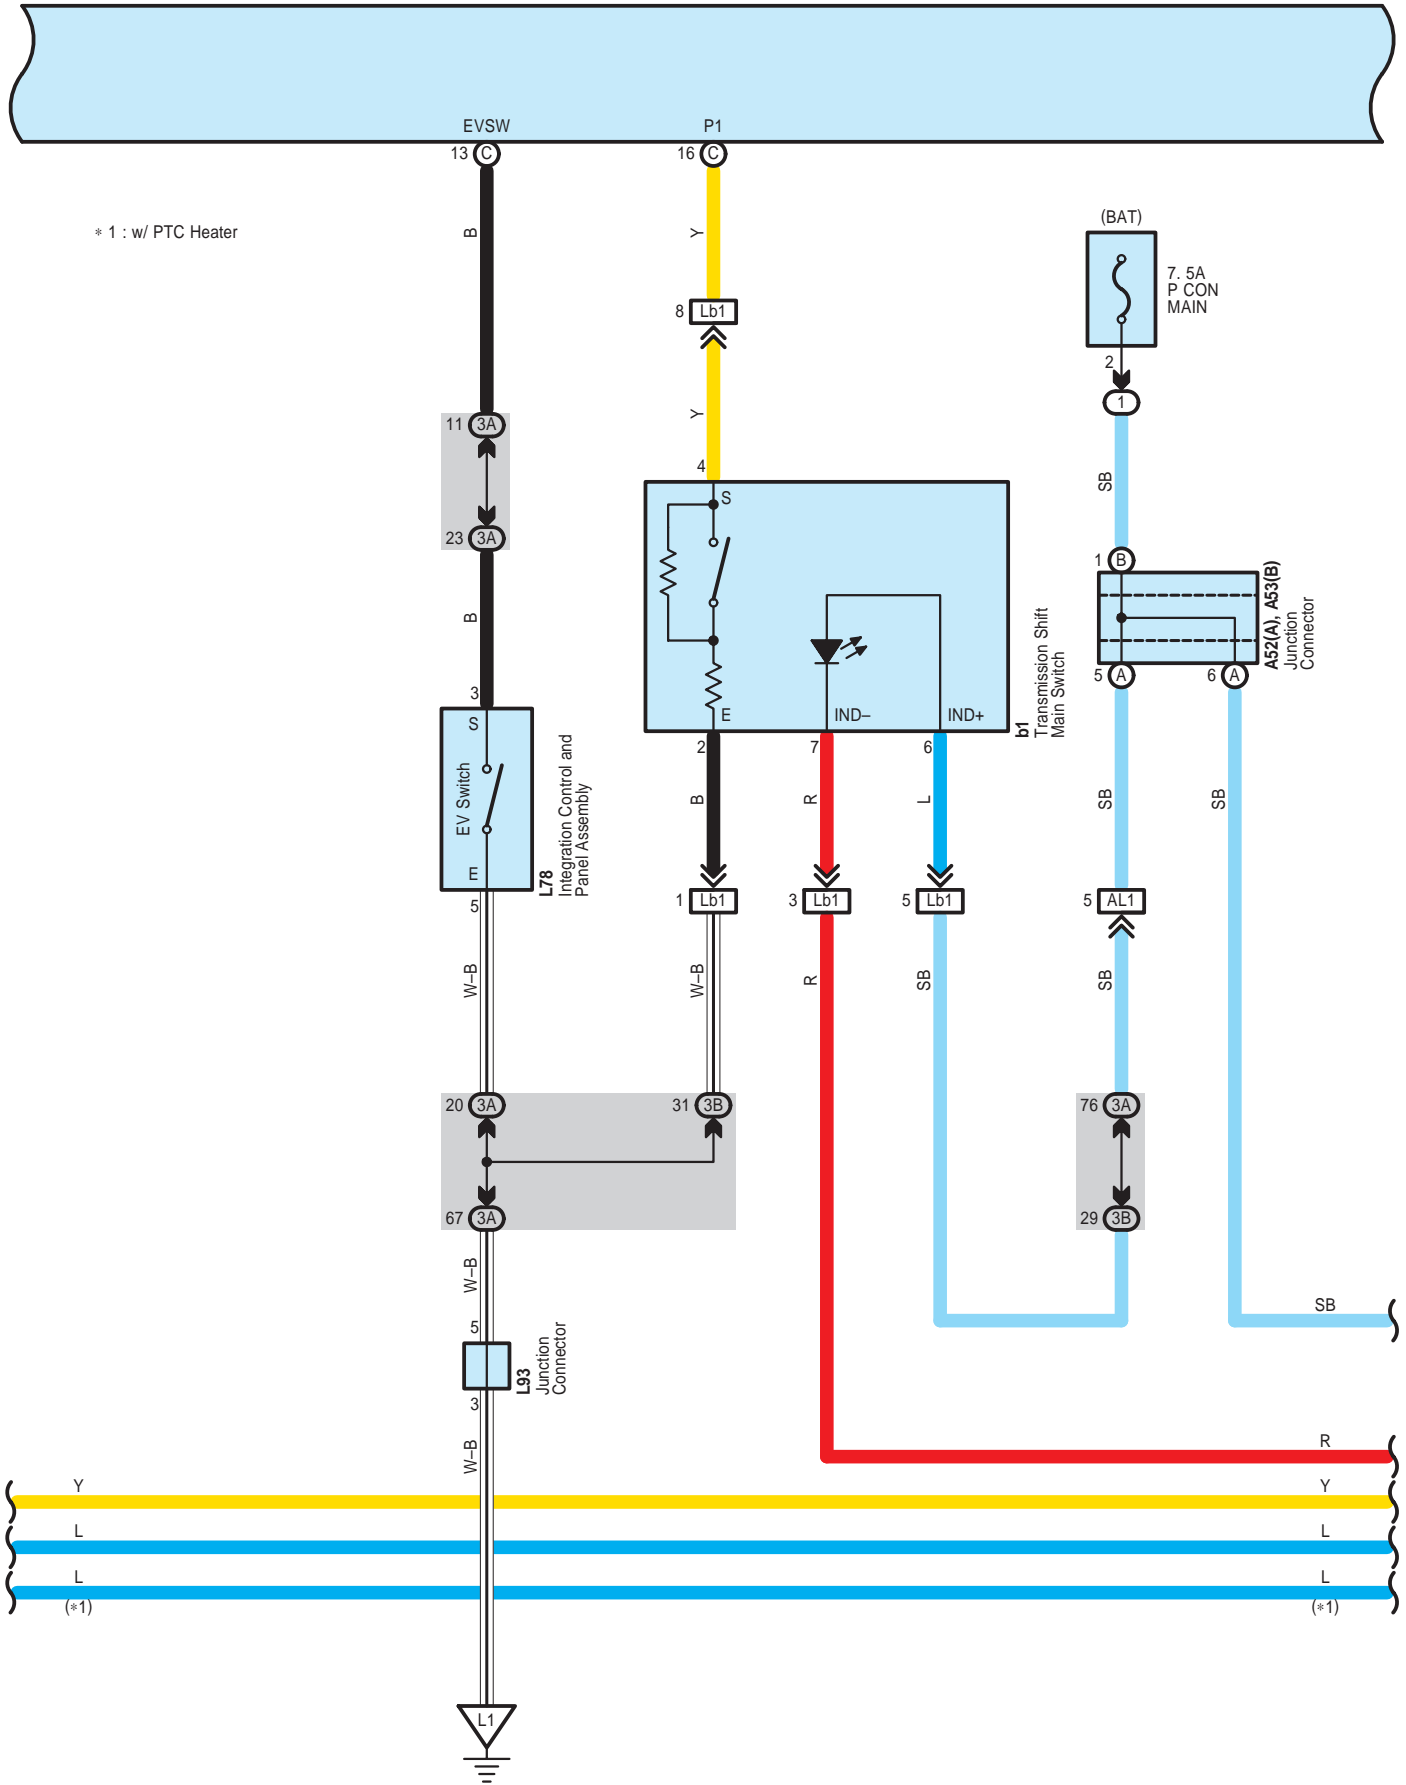 EVSW
P1
13 C
16 C
* 1 : w/ PTC Heater
B
Y
(BAT)
7. 5A
P CON
MAIN
8 Lb1
2
1
Y
11 3A
4
SB
S
23 3A
1 B
A52(A), A53(B)
Junction
Connector
B
5 A
6 A
3
E
IND–
IND+
b1
Transmission Shift
Main Switch
S
2
7
6
EV Switch
B
R
L
SB
SB
E
L78
Integration Control and
Panel Assembly
5
1 Lb1
3 Lb1
5 Lb1
5 AL1
W–B
W–B
R
SB
SB
20 3A
31 3B
76 3A
67 3A
29 3B
W–B
SB
5
L93
Junction
Connector
3
W–B
R
Y
Y
L
L
L
L
(*1)
(*1)
L1